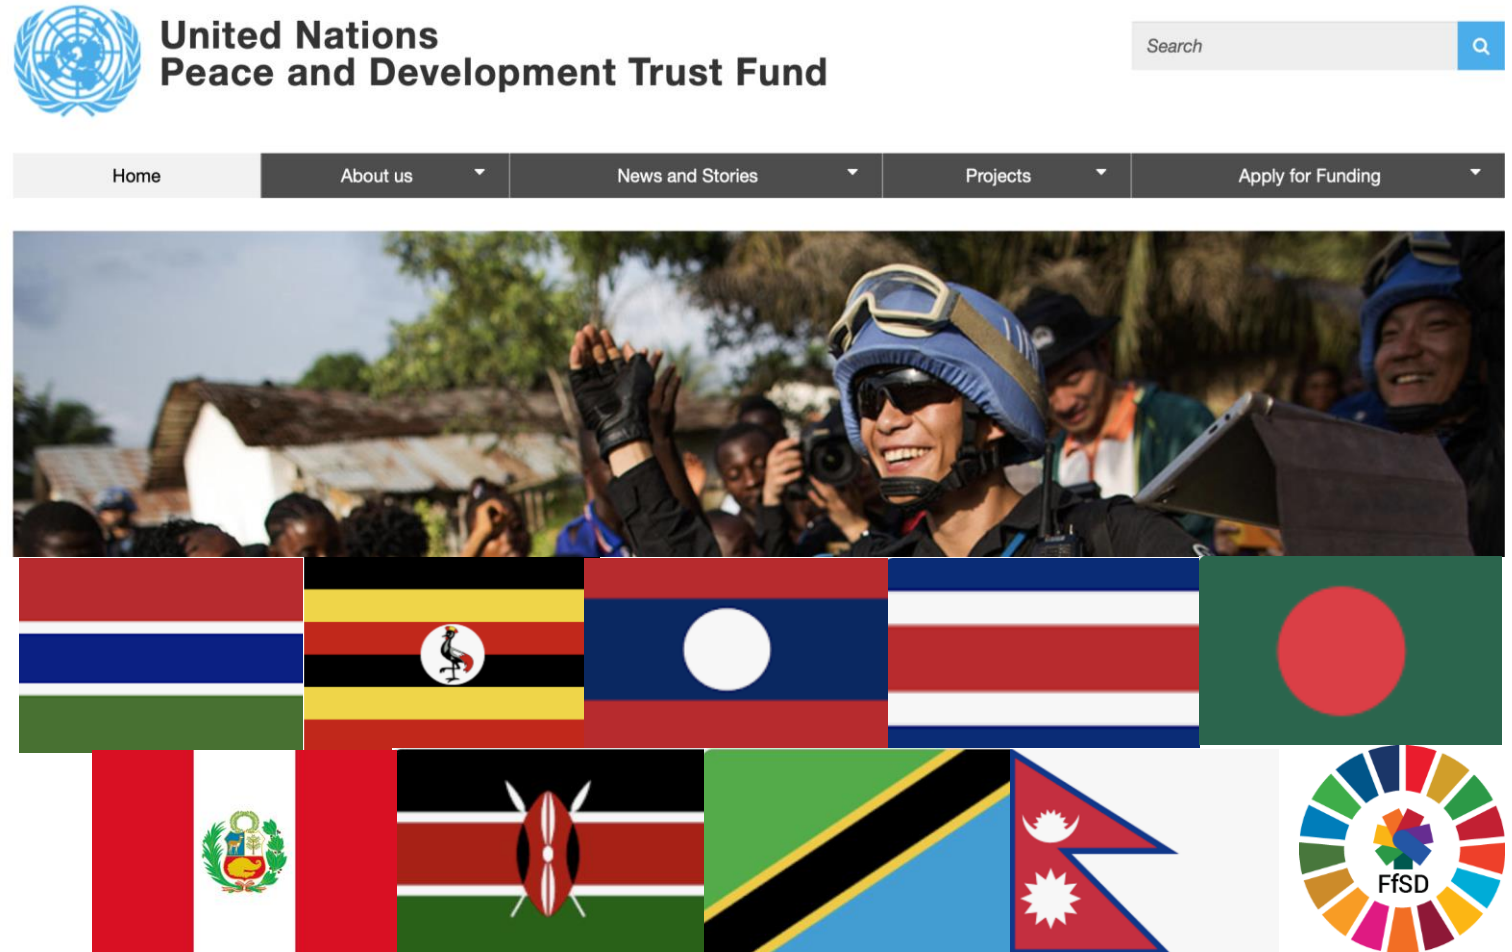 United Nations
Peace and Development Trust Fund
Search
Home
About us
News and Stories
Projects
Apply for Funding
FfSD